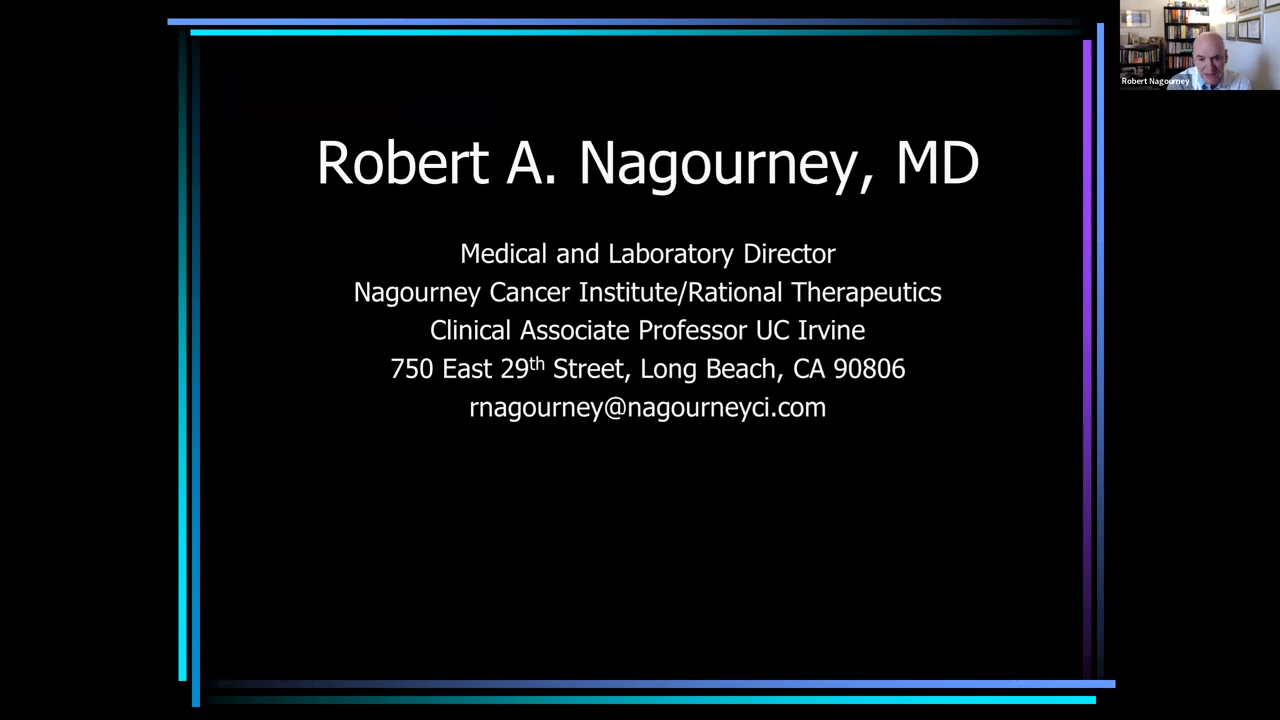 Robert A. Nagourney, MD
Medical and Laboratory Director
Nagourney Cancer Institute/Rational Therapeutics
Clinical Associate Professor UC Irvine
750 East 29th Street, Long Beach, CA 90806
rnagourney@nagourneyci.com
Robert Nagourney